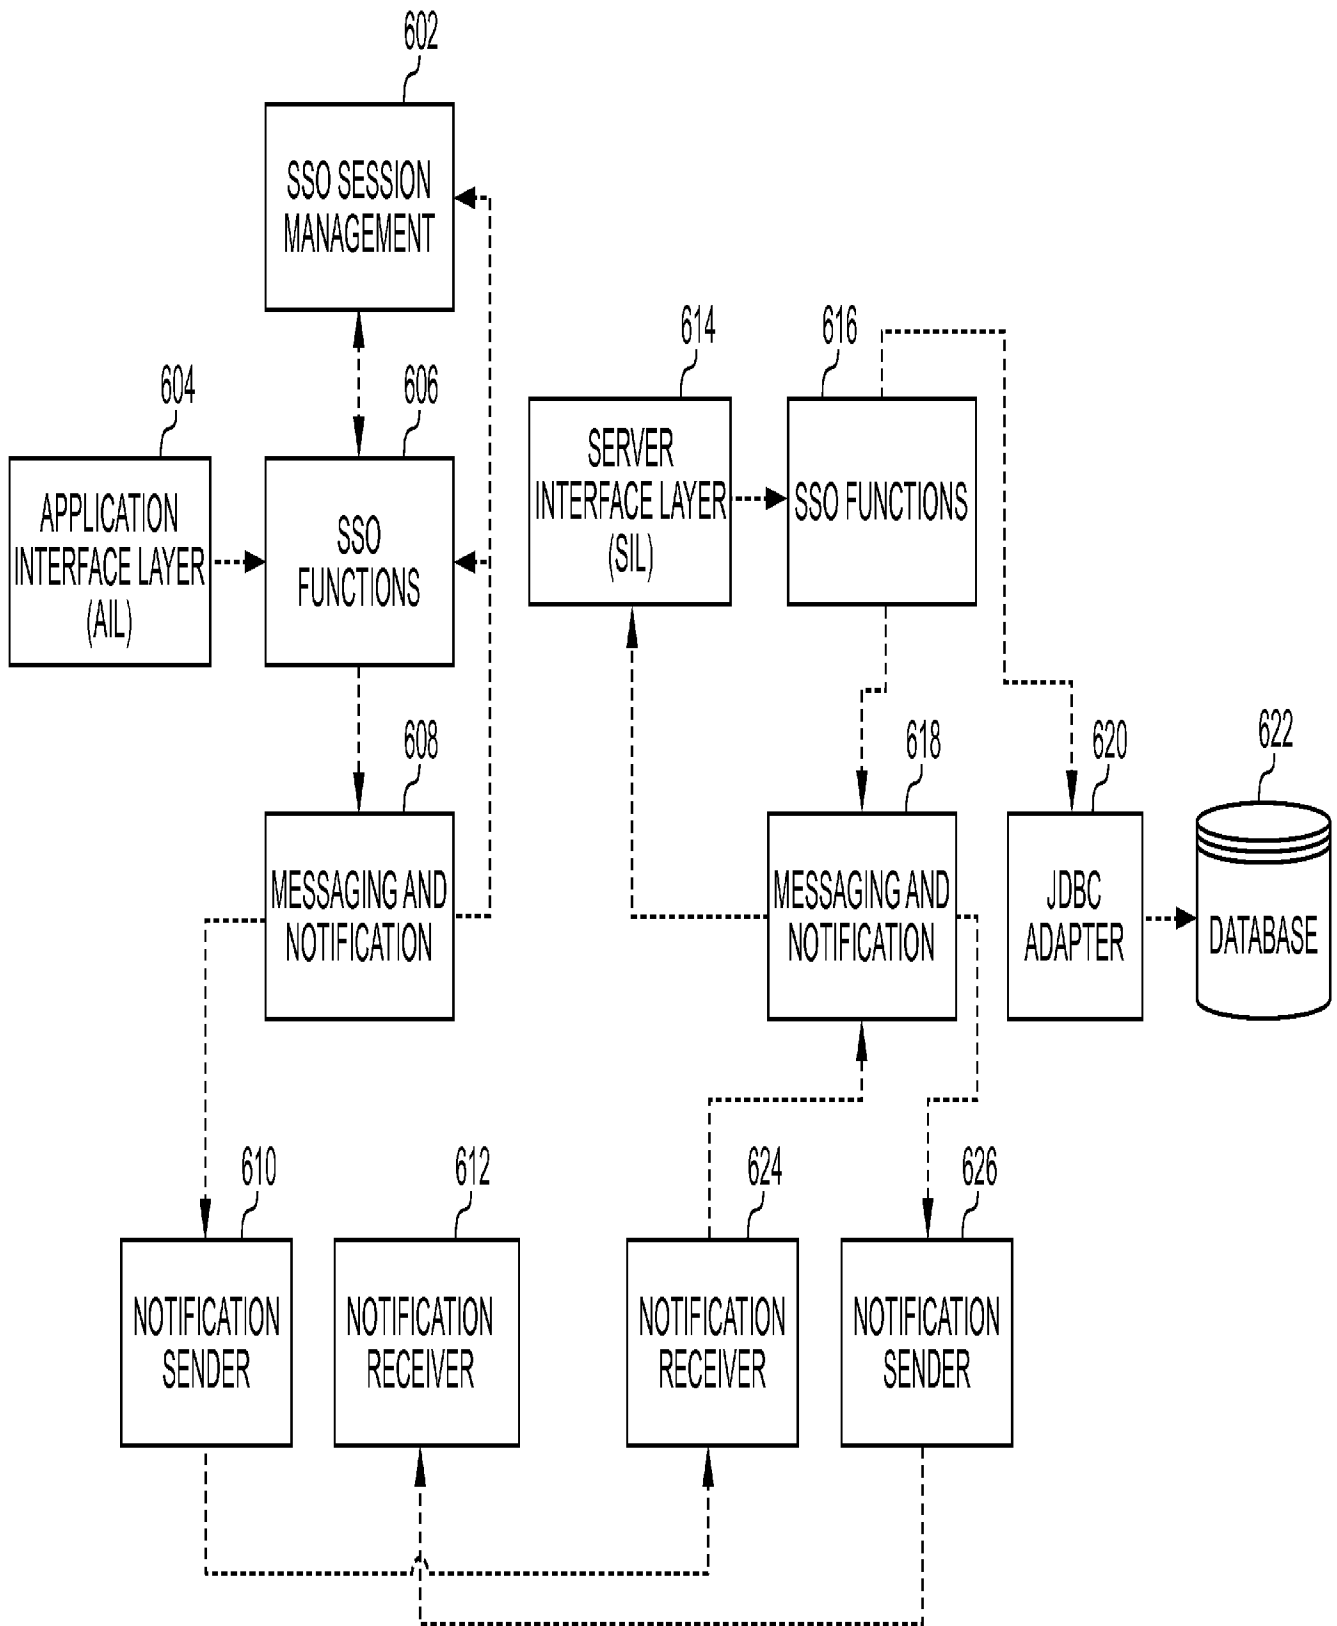 602
SSO SESSION
MANAGEMENT
604
APPLICATION
INTERFACE LAYER
(AIL)
606
SSO
FUNCTIONS
614
SERVER
INTERFACE LAYER
(SIL)
616
SSO FUNCTIONS
608
MESSAGING AND
NOTIFICATION
618
MESSAGING AND
NOTIFICATION
620
JDBC
ADAPTER
622
DATABASE
610
NOTIFICATION
SENDER
612
NOTIFICATION
RECEIVER
624
NOTIFICATION
RECEIVER
626
NOTIFICATION
SENDER